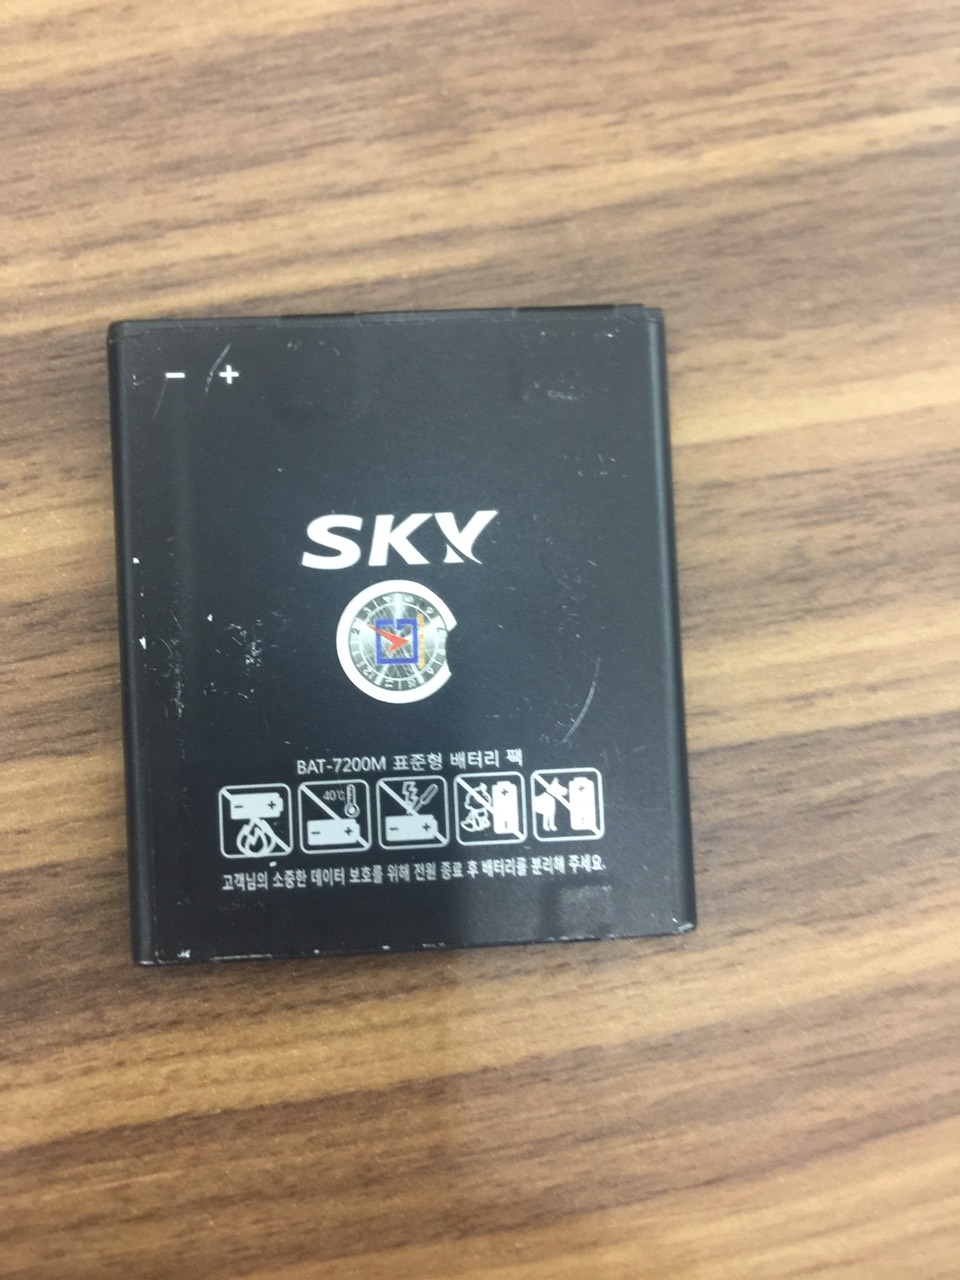 − +
SKY
BAT-7200M 표준형 배터리 팩
− +
40℃
− +
− +
고객님의 소중한 데이터 보호를 위해 전원 종료 후 배터리를 분리해 주세요.